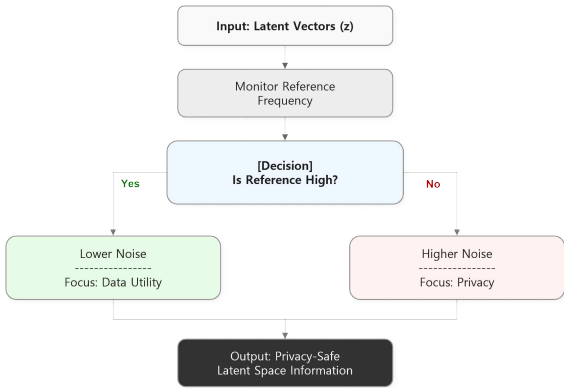 Input: Latent Vectors (z)
Monitor Reference
Frequency
[Decision]
Is Reference High?
Yes
No
Lower Noise
----------------
Focus: Data Utility
Higher Noise
----------------
Focus: Privacy
Output: Privacy-Safe
Latent Space Information